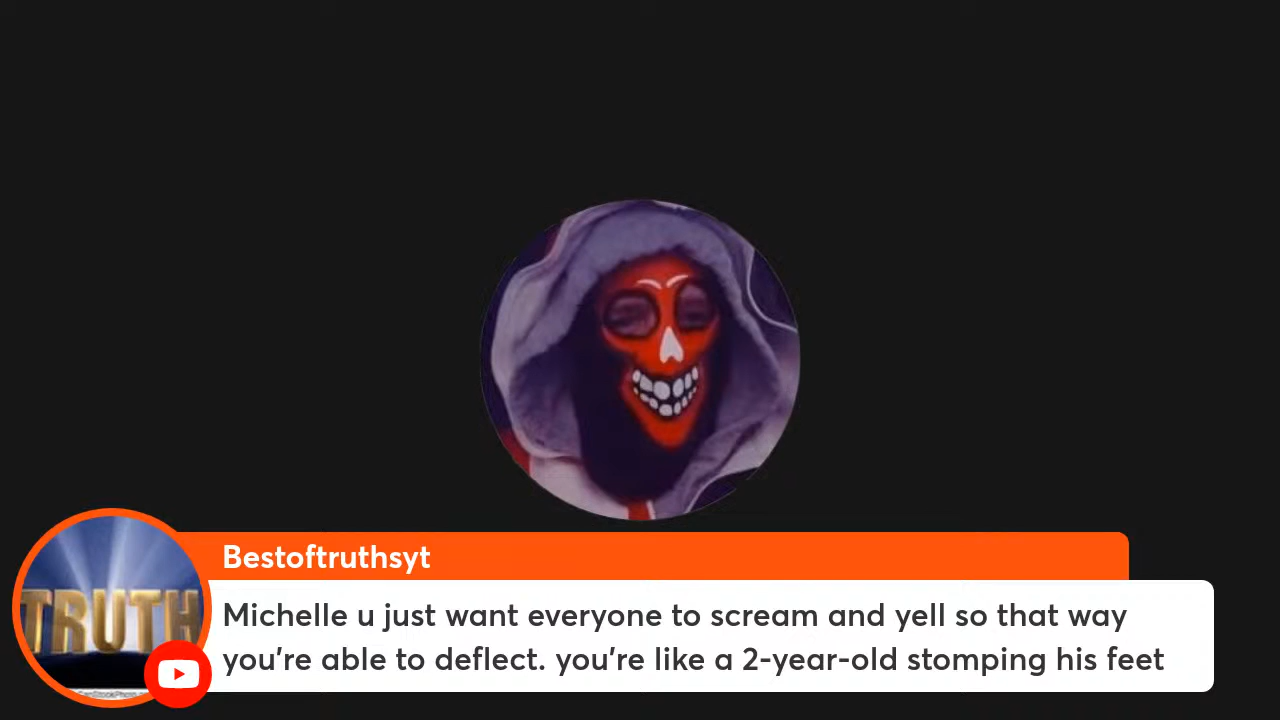 Bestoftruthsyt
Michelle u just want everyone to scream and yell so that way
you're able to deflect. you're like a 2-year-old stomping his feet
TRUTH